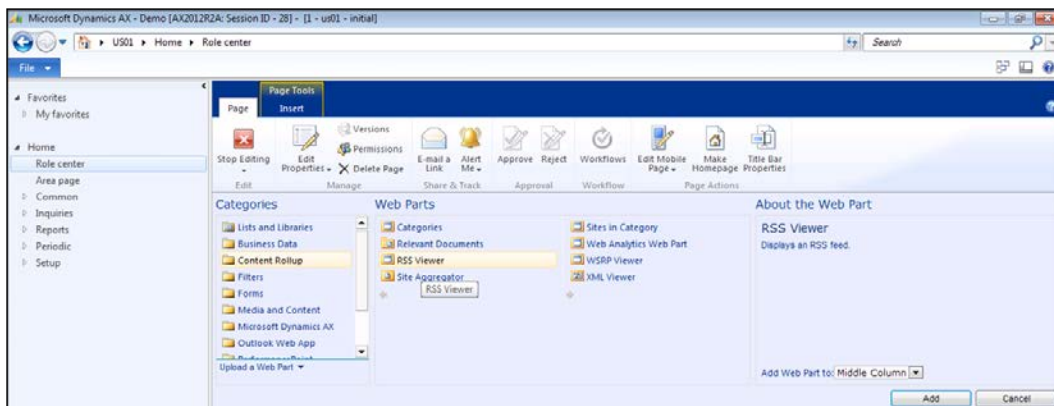 Microsoft Dynamics AX - Demo [AX2012R2A: Session ID - 28] - [1 - us01 - initial]
US01 Home Role center
Search
File
Favorites
My favorites
Home
Role center
Area page
Common
Inquiries
Reports
Periodic
Setup
Page Tools
Page Insert
Stop Editing
Edit Properties
Versions
Permissions
Delete Page
E-mail a Link
Alert Me
Approve Reject
Workflows
Edit Mobile Page
Make Homepage
Title Bar Properties
Edit Manage Share & Track Approval Workflow Page Actions
Categories
Lists and Libraries
Business Data
Content Rollup
Filters
Forms
Media and Content
Microsoft Dynamics AX
Outlook Web App
PerformancePoint
Upload a Web Part
Web Parts
Categories
Relevant Documents
RSS Viewer
Site Aggregator
RSS Viewer
Sites in Category
Web Analytics Web Part
WSRP Viewer
XML Viewer
About the Web Part
RSS Viewer
Displays an RSS feed.
Add Web Part to: Middle Column
Add Cancel